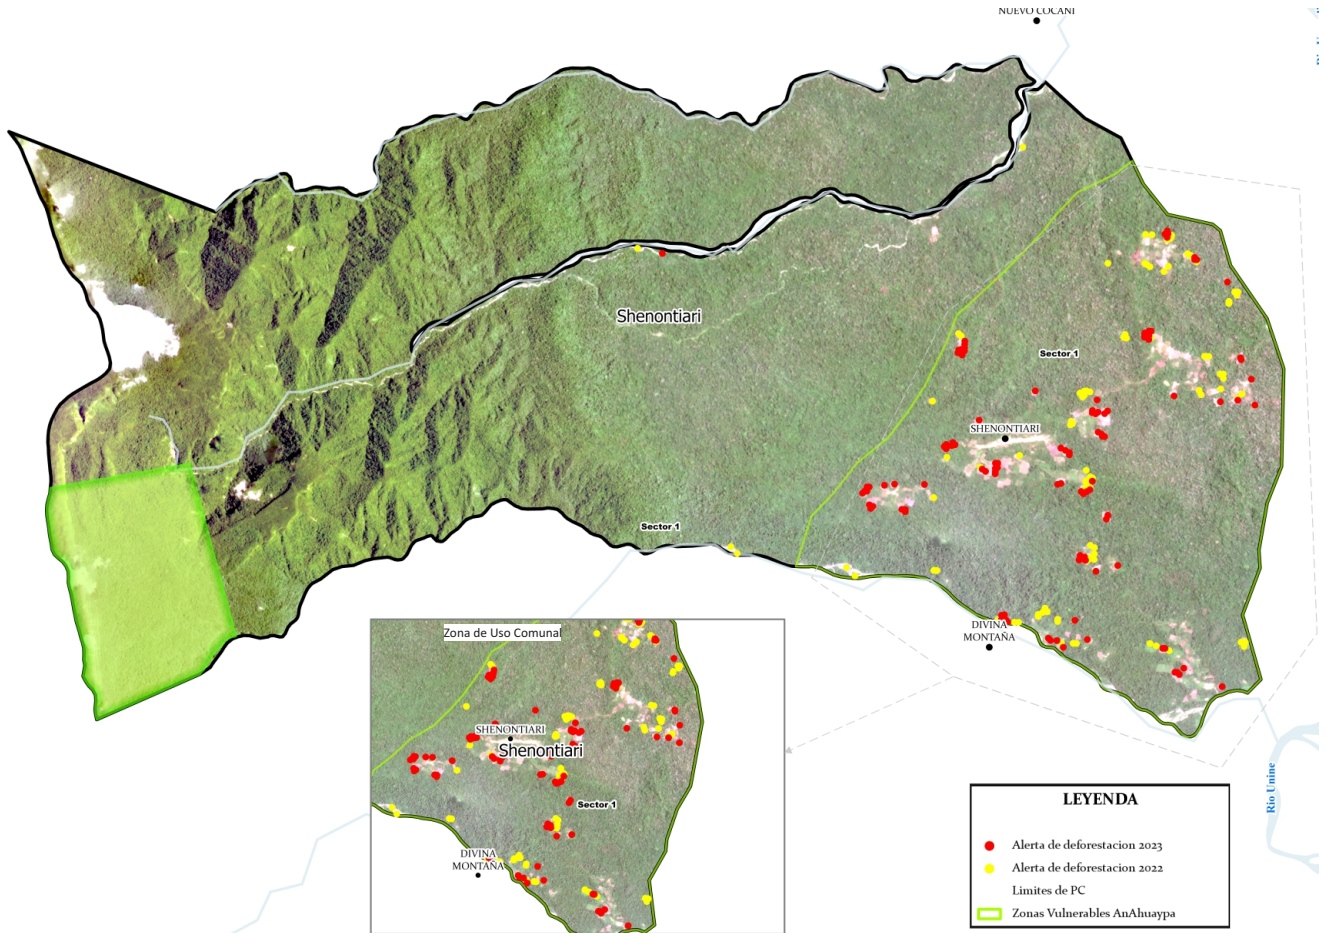 NUEVO COCANI
Shenontiari
Sector 1
SHENONTIARI
Sector 1
DIVINA
MONTAÑA
Zona de Uso Comunal
SHENONTIARI
Shenontiari
Sector 1
DIVINA
MONTAÑA
Rio Unine
LEYENDA
Alerta de deforestacion 2023
Alerta de deforestacion 2022
Limites de PC
Zonas Vulnerables AnAhuaypa